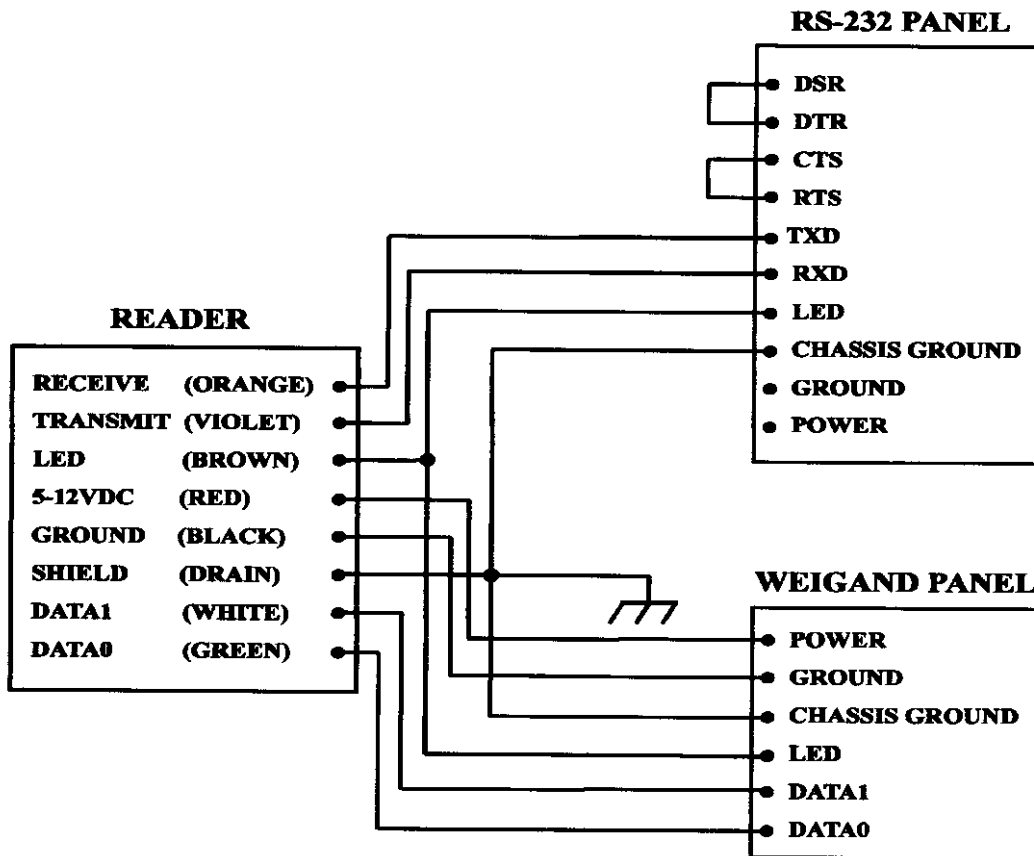 RS-232 PANEL
DSR
DTR
CTS
RTS
TXD
RXD
LED
CHASSIS GROUND
GROUND
POWER
READER
RECEIVE (ORANGE)
TRANSMIT (VIOLET)
LED (BROWN)
5-12VDC (RED)
GROUND (BLACK)
SHIELD (DRAIN)
DATA1 (WHITE)
DATA0 (GREEN)
WEIGAND PANEL
POWER
GROUND
CHASSIS GROUND
LED
DATA1
DATA0